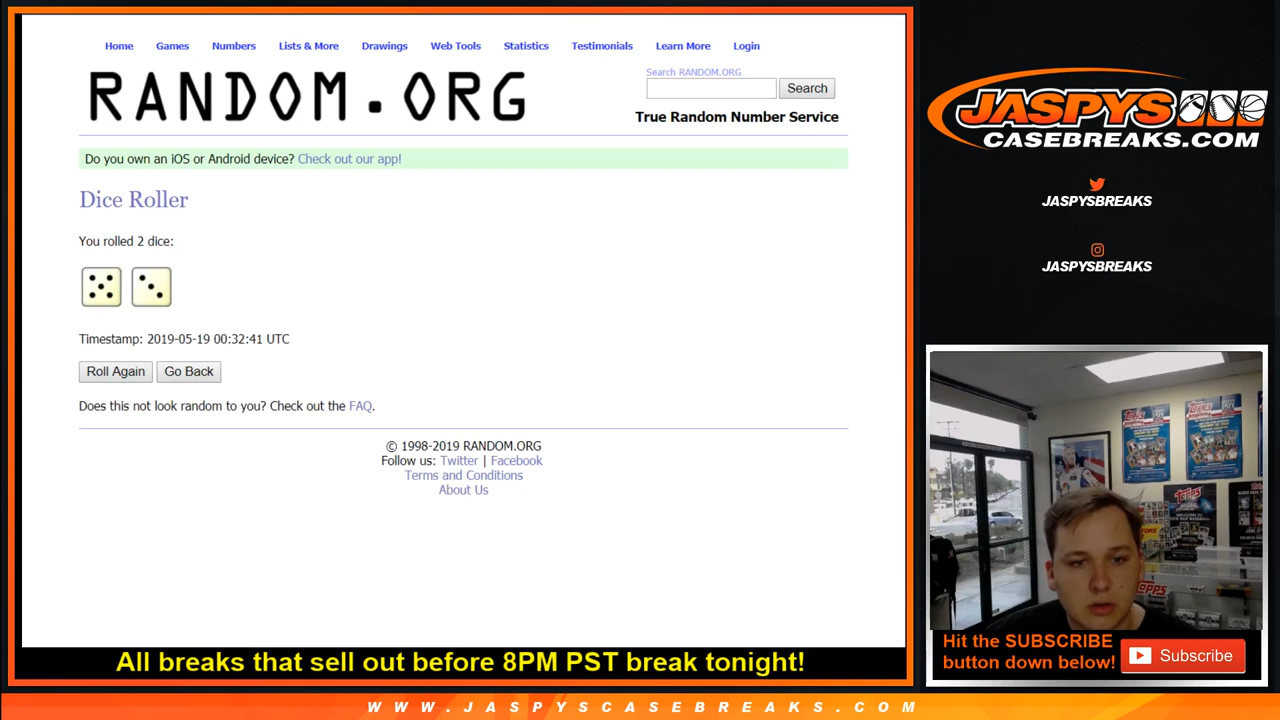 Home Games Numbers Lists & More Drawings Web Tools Statistics Testimonials Learn More Login
RANDOM.ORG
Search RANDOM.ORG
Search
True Random Number Service
Do you own an iOS or Android device? Check out our app!
Dice Roller
You rolled 2 dice:
Timestamp: 2019-05-19 00:32:41 UTC
Roll Again Go Back
Does this not look random to you? Check out the FAQ.
© 1998-2019 RANDOM.ORG
Follow us: Twitter | Facebook
Terms and Conditions
About Us
All breaks that sell out before 8PM PST break tonight!
JASPYS
CASEBREAKS.COM
JASPYSBREAKS
JASPYSBREAKS
TOPPS
TOPPS
Hit the SUBSCRIBE
button down below!
Subscribe
WWW.JASPYSCASEBREAKS.COM